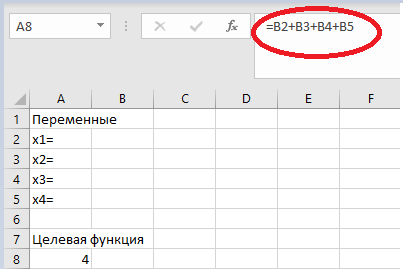 A8 fx =B2+B3+B4+B5
A B C D E F
1 Переменные
2 x1=
3 x2=
4 x3=
5 x4=
6
7 Целевая функция
8 4